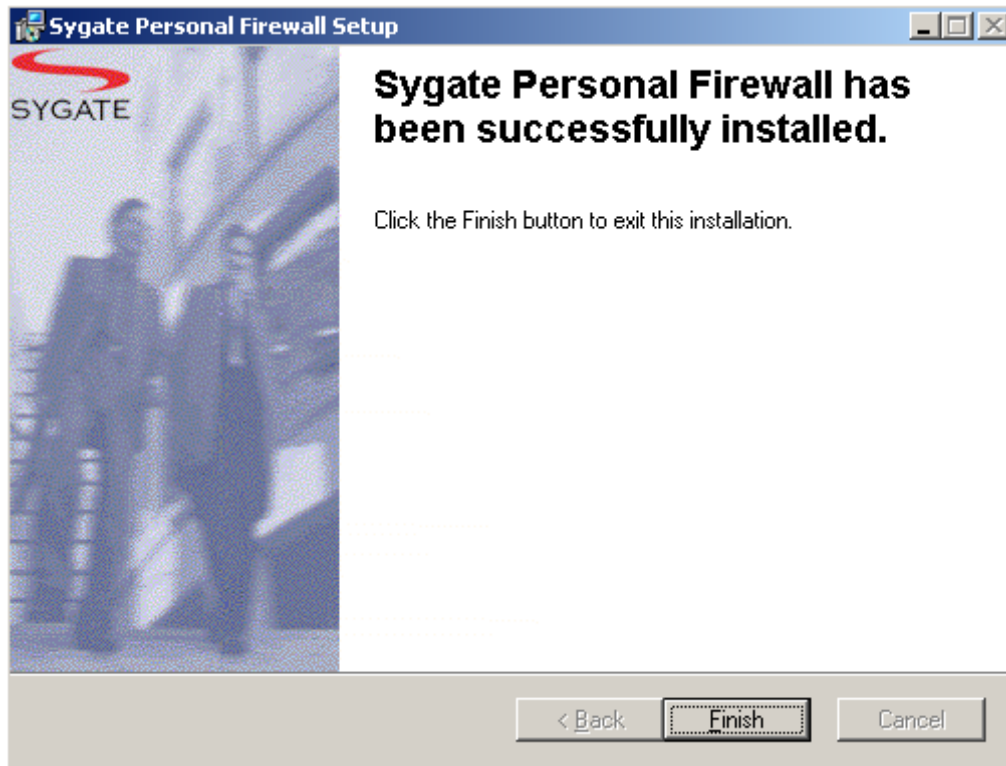 Sygate Personal Firewall Setup
SYGATE
Sygate Personal Firewall has
been successfully installed.
Click the Finish button to exit this installation.
< Back
Finish
Cancel